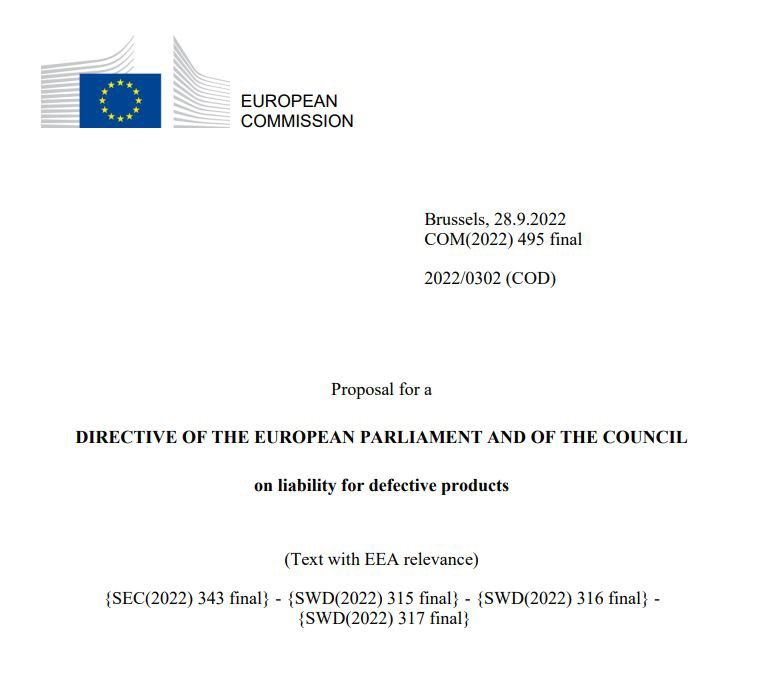 EUROPEAN
COMMISSION
Brussels, 28.9.2022
COM(2022) 495 final
2022/0302 (COD)
Proposal for a
DIRECTIVE OF THE EUROPEAN PARLIAMENT AND OF THE COUNCIL
on liability for defective products
(Text with EEA relevance)
{SEC(2022) 343 final} - {SWD(2022) 315 final} - {SWD(2022) 316 final} -
{SWD(2022) 317 final}